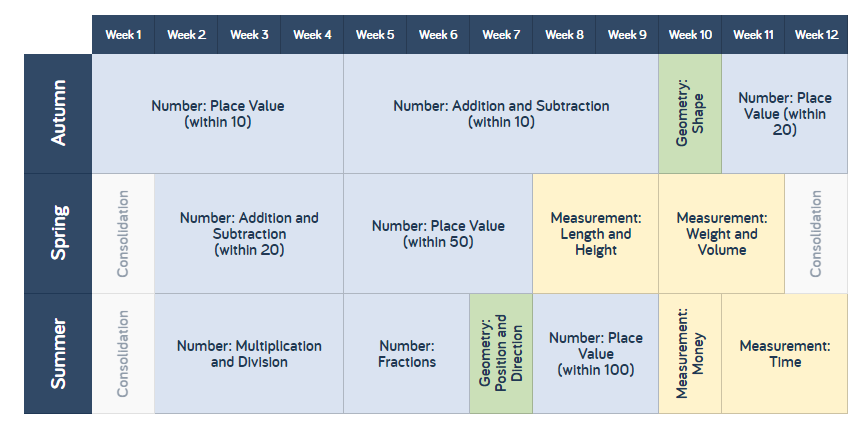 Week 1 Week 2 Week 3 Week 4 Week 5 Week 6 Week 7 Week 8 Week 9 Week 10 Week 11 Week 12
Autumn
Number: Place Value
(within 10)
Number: Addition and Subtraction
(within 10)
Geometry:
Shape
Number: Place
Value (within
20)
Spring
Consolidation
Number: Addition and
Subtraction
(within 20)
Number: Place Value
(within 50)
Measurement:
Length and
Height
Measurement:
Weight and
Volume
Consolidation
Summer
Consolidation
Number: Multiplication
and Division
Number:
Fractions
Geometry:
Position and
Direction
Number: Place
Value
(within 100)
Measurement:
Money
Measurement:
Time